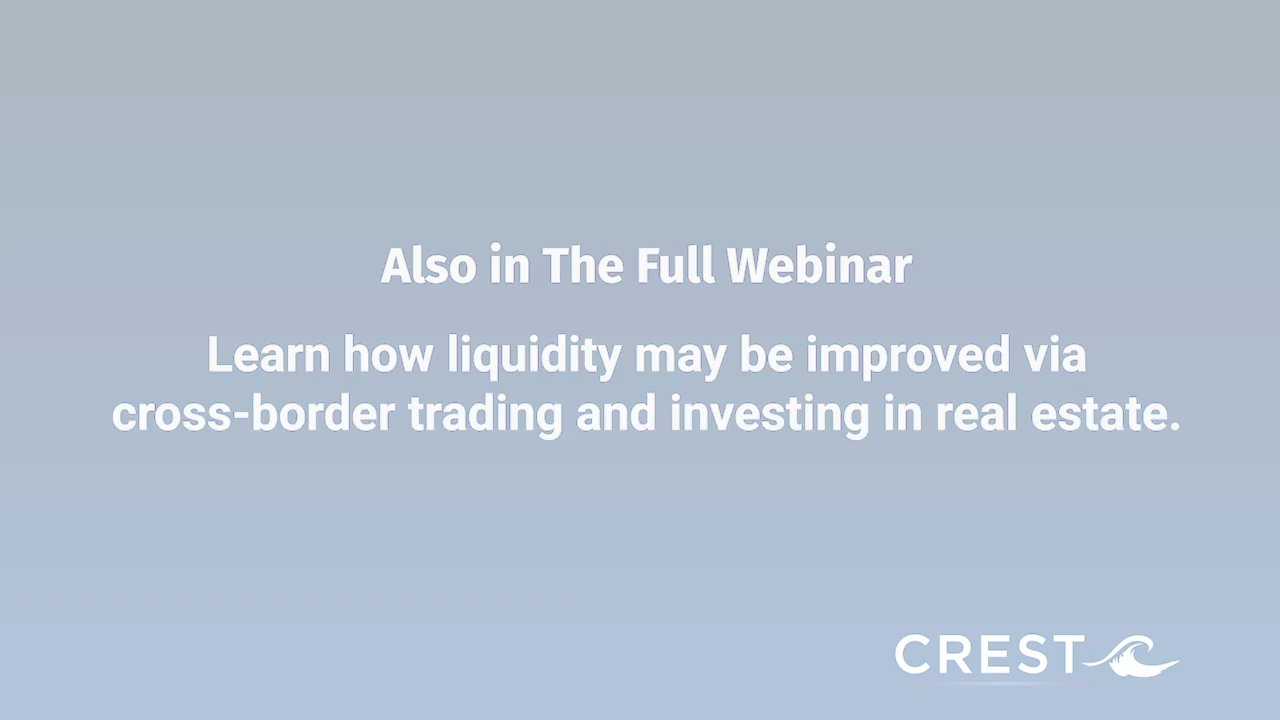 Also in The Full Webinar
Learn how liquidity may be improved via
cross-border trading and investing in real estate.
CREST